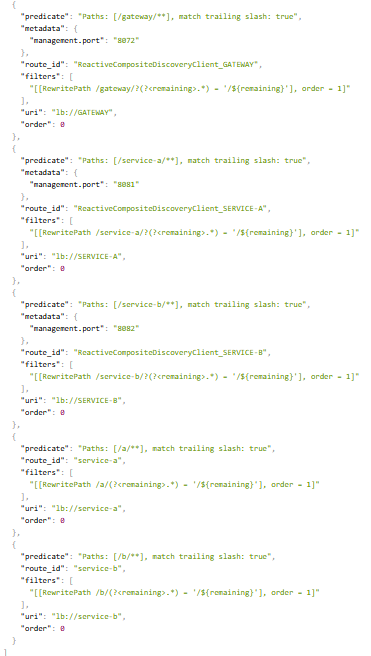 {
"predicate": "Paths: [/gateway/**], match trailing slash: true",
"metadata": {
"management.port": "8072"
},
"route_id": "ReactiveCompositeDiscoveryClient_GATEWAY",
"filters": [
"[[RewritePath /gateway/?(?<remaining>.*) = '/${remaining}'], order = 1]"
],
"uri": "lb://GATEWAY",
"order": 0
},
{
"predicate": "Paths: [/service-a/**], match trailing slash: true",
"metadata": {
"management.port": "8081"
},
"route_id": "ReactiveCompositeDiscoveryClient_SERVICE-A",
"filters": [
"[[RewritePath /service-a/?(?<remaining>.*) = '/${remaining}'], order = 1]"
],
"uri": "lb://SERVICE-A",
"order": 0
},
{
"predicate": "Paths: [/service-b/**], match trailing slash: true",
"metadata": {
"management.port": "8082"
},
"route_id": "ReactiveCompositeDiscoveryClient_SERVICE-B",
"filters": [
"[[RewritePath /service-b/?(?<remaining>.*) = '/${remaining}'], order = 1]"
],
"uri": "lb://SERVICE-B",
"order": 0
},
{
"predicate": "Paths: [/a/**], match trailing slash: true",
"route_id": "service-a",
"filters": [
"[[RewritePath /a/(?<remaining>.*) = '/${remaining}'], order = 1]"
],
"uri": "lb://service-a",
"order": 0
},
{
"predicate": "Paths: [/b/**], match trailing slash: true",
"route_id": "service-b",
"filters": [
"[[RewritePath /b/(?<remaining>.*) = '/${remaining}'], order = 1]"
],
"uri": "lb://service-b",
"order": 0
}
]